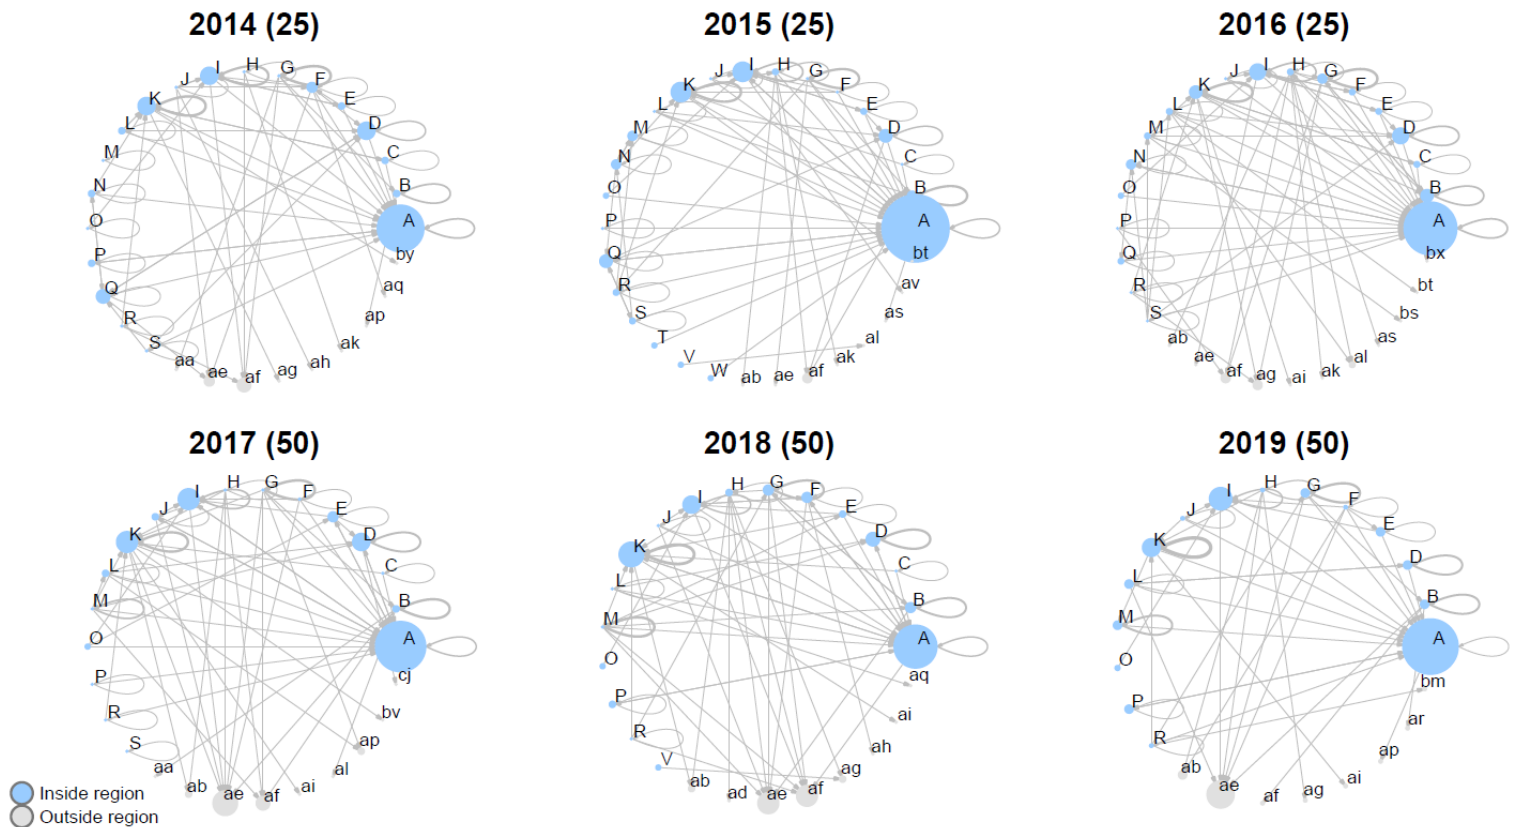 2014 (25)
I
H
G
J
F
K
E
L
D
M
C
N
B
O
A
by
P
Q
aq
R
ap
S
ak
aa
ah
ae
af
ag
2015 (25)
I
H
G
J
F
K
E
L
D
M
C
N
B
O
P
A
Q
bt
R
av
S
as
T
al
V
ak
W
ab
ae
af
2016 (25)
I
H
G
J
F
K
E
L
D
M
C
N
B
O
P
A
Q
bx
R
bt
S
bs
ab
as
ae
al
af
ak
ag
ai
2017 (50)
I
H
G
F
J
E
K
D
L
C
M
B
O
A
P
cj
R
bv
S
ap
aa
al
ab
ai
ae
af
2018 (50)
I
H
G
F
J
E
K
D
L
C
M
B
O
A
P
aq
R
ai
V
ah
ab
ag
ad
af
ae
2019 (50)
I
H
G
F
J
E
K
D
L
B
M
A
O
bm
P
ar
R
ap
ab
ai
ae
ag
af
Inside region
Outside region